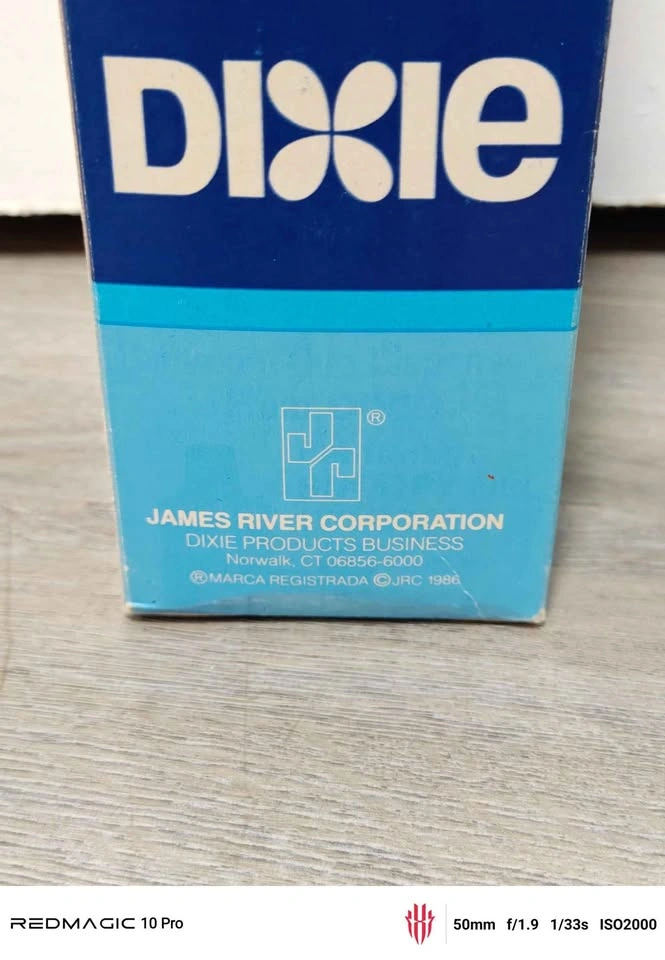 DIXIE
JR®
JAMES RIVER CORPORATION
DIXIE PRODUCTS BUSINESS
Norwalk, CT 06856-6000
®MARCA REGISTRADA ©JRC 1986
REDMAGIC 10 Pro
50mm f/1.9 1/33s ISO2000